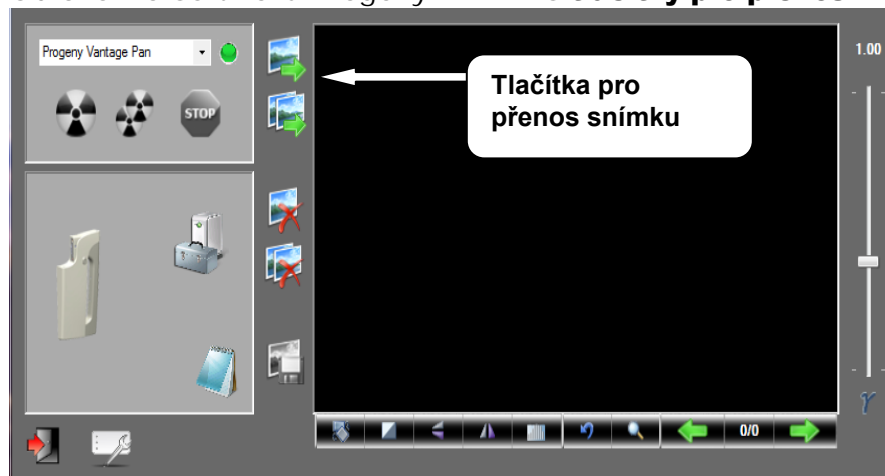 Progeny Vantage Pan
1.00
STOP
Tlačítka pro
přenos snímku
γ
0/0